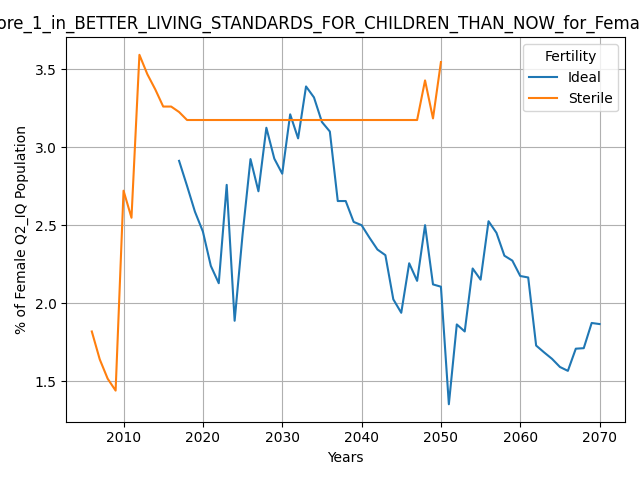 ore_1_in_BETTER_LIVING_STANDARDS_FOR_CHILDREN_THAN_NOW_for_Fema
Fertility
Ideal
Sterile
% of Female Q2_IQ Population
3.5
3.0
2.5
2.0
1.5
2010 2020 2030 2040 2050 2060 2070
Years